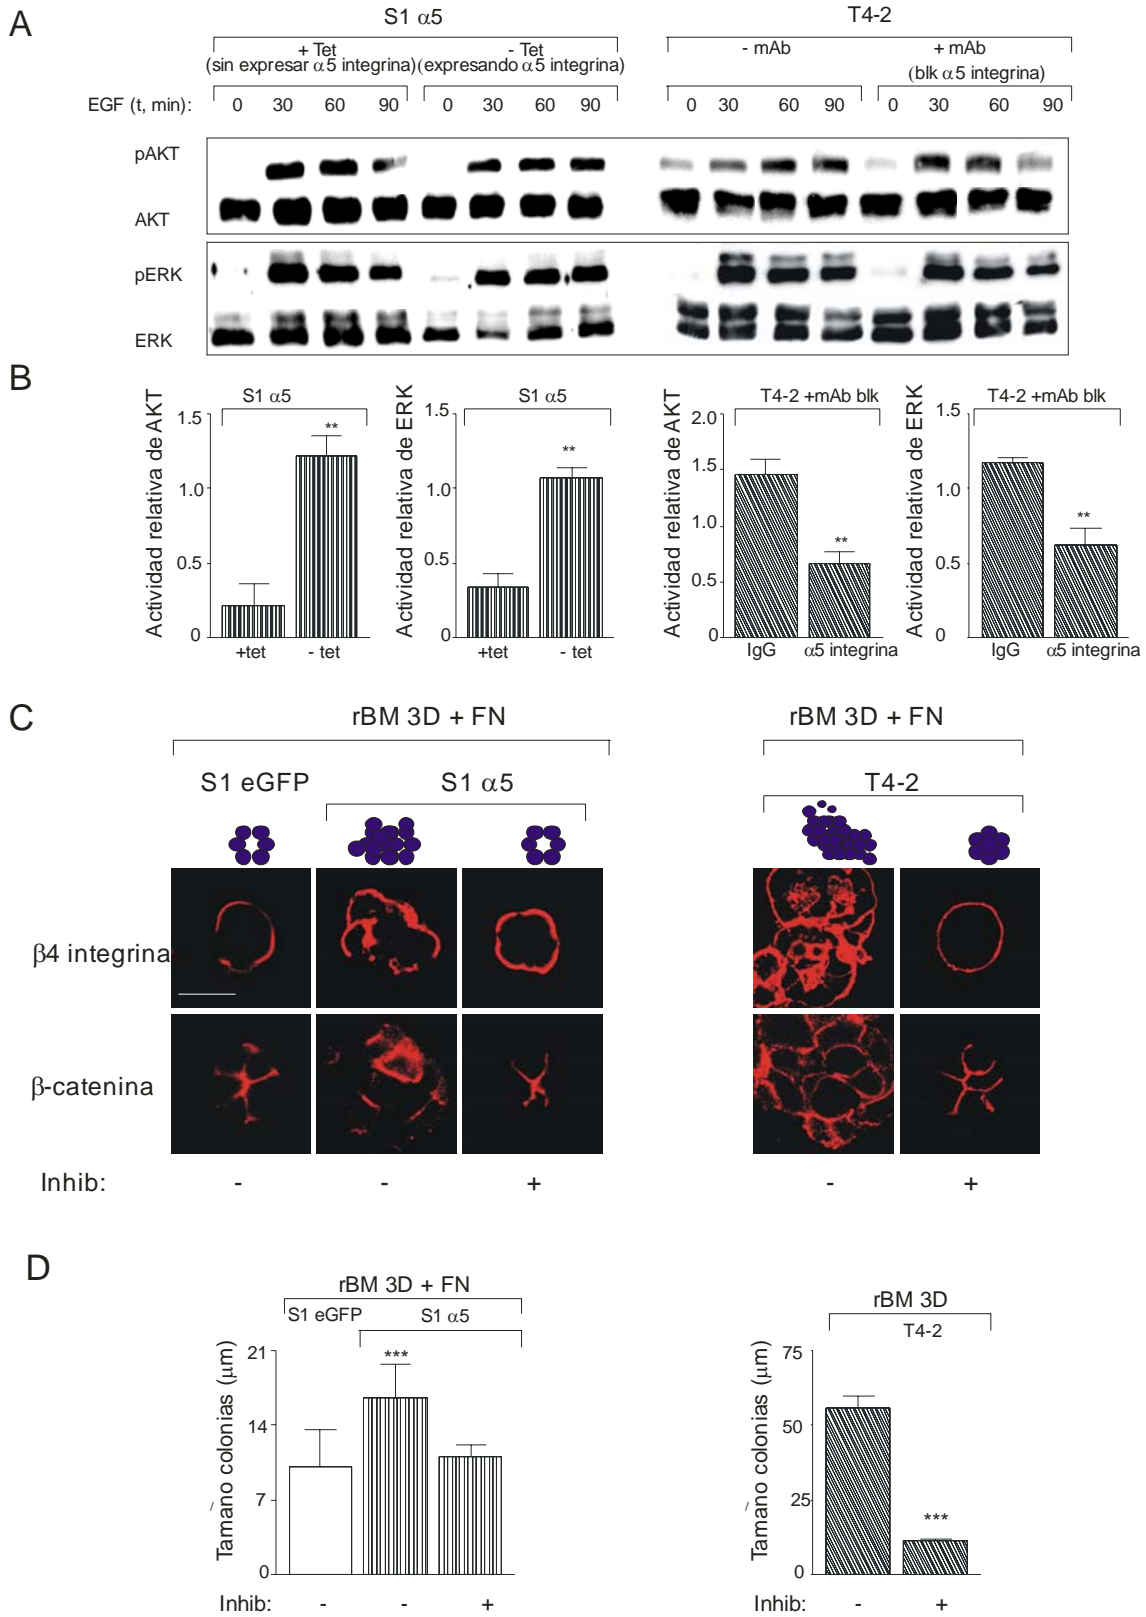 A
S1 α5
T4-2
+ Tet
- Tet
- mAb
+ mAb
(sin expresar α5 integrina)
(expresando α5 integrina)
(blk α5 integrina)
EGF (t, min):
0 30 60 90 0 30 60 90 0 30 60 90 0 30 60 90
pAKT
AKT
pERK
ERK
B
S1 α5
Actividad relativa de AKT
1.5
1.0
0.5
0
**
+tet - tet
S1 α5
Actividad relativa de ERK
1.5
1.0
0.5
0
**
+tet - tet
T4-2 +mAb blk
Actividad relativa de AKT
2.0
1.5
1.0
0.5
0
**
IgG α5 integrina
T4-2 +mAb blk
Actividad relativa de ERK
1.5
1.0
0.5
0
**
IgG α5 integrina
C
rBM 3D + FN
rBM 3D + FN
S1 eGFP
S1 α5
T4-2
β4 integrina
β-catenina
Inhib: - - + - +
D
rBM 3D + FN
S1 eGFP
S1 α5
Tamano colonias (μm)
21
14
7
0
***
Inhib: - - +
rBM 3D
T4-2
Tamano colonias (μm)
75
50
25
0
***
Inhib: - +